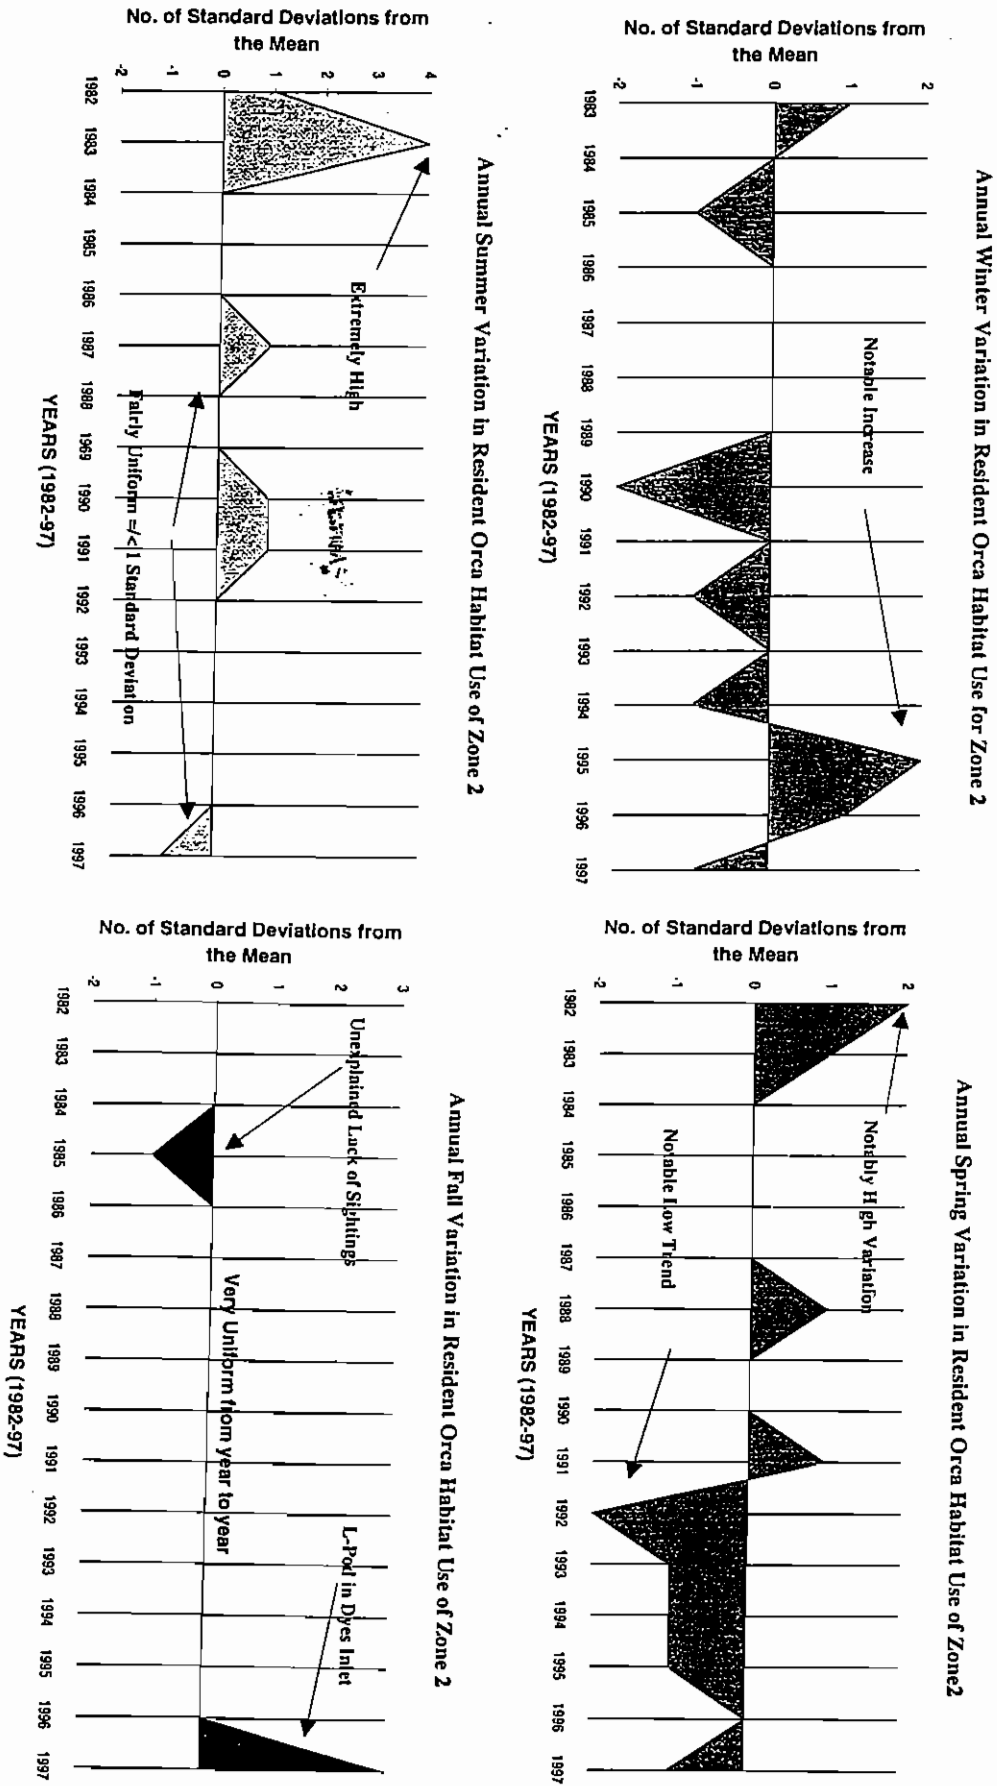 Annual Winter Variation in Resident Orca Habitat Use for Zone 2
No. of Standard Deviations from
the Mean
2
1
0
-1
-2
Notable Increase
1983 1984 1985 1986 1987 1988 1989 1990 1991 1992 1993 1994 1995 1996 1997
YEARS (1982-97)
Annual Spring Variation in Resident Orca Habitat Use of Zone2
No. of Standard Deviations from
the Mean
2
1
0
-1
-2
Notably High Variation
Notable Low Trend
1982 1983 1984 1985 1986 1987 1988 1989 1990 1991 1992 1993 1994 1995 1996 1997
YEARS (1982-97)
Annual Summer Variation in Resident Orca Habitat Use of Zone 2
No. of Standard Deviations from
the Mean
4
3
2
1
0
-1
-2
Extremely High
Fairly Uniform =/<1 Standard Deviation
1982 1983 1984 1985 1986 1987 1988 1969 1990 1991 1992 1993 1994 1995 1996 1997
YEARS (1982-97)
Annual Fall Variation in Resident Orca Habitat Use of Zone 2
No. of Standard Deviations from
the Mean
3
2
1
0
-1
-2
Unexplained Lack of Sightings
L-Pod in Dyes Inlet
Very Uniform from year to year
1982 1983 1984 1985 1986 1987 1988 1989 1990 1991 1992 1993 1994 1995 1996 1997
YEARS (1982-97)